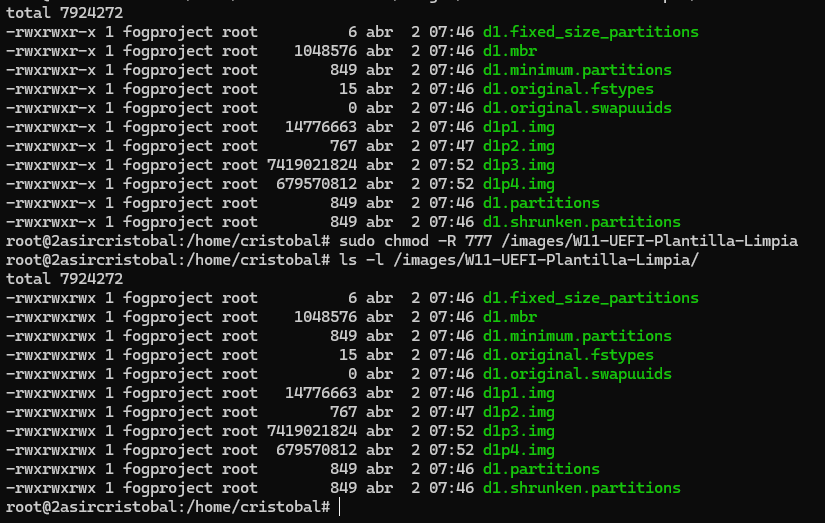 total 7924272
-rwxrwxr-x 1 fogproject root          6 abr  2 07:46 d1.fixed_size_partitions
-rwxrwxr-x 1 fogproject root    1048576 abr  2 07:46 d1.mbr
-rwxrwxr-x 1 fogproject root        849 abr  2 07:46 d1.minimum.partitions
-rwxrwxr-x 1 fogproject root         15 abr  2 07:46 d1.original.fstypes
-rwxrwxr-x 1 fogproject root          0 abr  2 07:46 d1.original.swapuuids
-rwxrwxr-x 1 fogproject root   14776663 abr  2 07:46 d1p1.img
-rwxrwxr-x 1 fogproject root        767 abr  2 07:47 d1p2.img
-rwxrwxr-x 1 fogproject root 7419021824 abr  2 07:52 d1p3.img
-rwxrwxr-x 1 fogproject root  679570812 abr  2 07:52 d1p4.img
-rwxrwxr-x 1 fogproject root        849 abr  2 07:46 d1.partitions
-rwxrwxr-x 1 fogproject root        849 abr  2 07:46 d1.shrunken.partitions
root@2asircristobal:/home/cristobal# sudo chmod -R 777 /images/W11-UEFI-Plantilla-Limpia
root@2asircristobal:/home/cristobal# ls -l /images/W11-UEFI-Plantilla-Limpia/
total 7924272
-rwxrwxrwx 1 fogproject root          6 abr  2 07:46 d1.fixed_size_partitions
-rwxrwxrwx 1 fogproject root    1048576 abr  2 07:46 d1.mbr
-rwxrwxrwx 1 fogproject root        849 abr  2 07:46 d1.minimum.partitions
-rwxrwxrwx 1 fogproject root         15 abr  2 07:46 d1.original.fstypes
-rwxrwxrwx 1 fogproject root          0 abr  2 07:46 d1.original.swapuuids
-rwxrwxrwx 1 fogproject root   14776663 abr  2 07:46 d1p1.img
-rwxrwxrwx 1 fogproject root        767 abr  2 07:47 d1p2.img
-rwxrwxrwx 1 fogproject root 7419021824 abr  2 07:52 d1p3.img
-rwxrwxrwx 1 fogproject root  679570812 abr  2 07:52 d1p4.img
-rwxrwxrwx 1 fogproject root        849 abr  2 07:46 d1.partitions
-rwxrwxrwx 1 fogproject root        849 abr  2 07:46 d1.shrunken.partitions
root@2asircristobal:/home/cristobal#